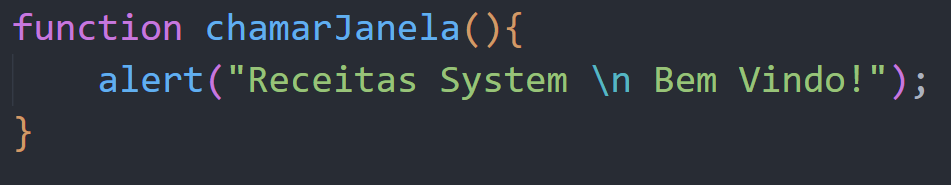 function chamarJanela(){
    alert("Receitas System \n Bem Vindo!");
}